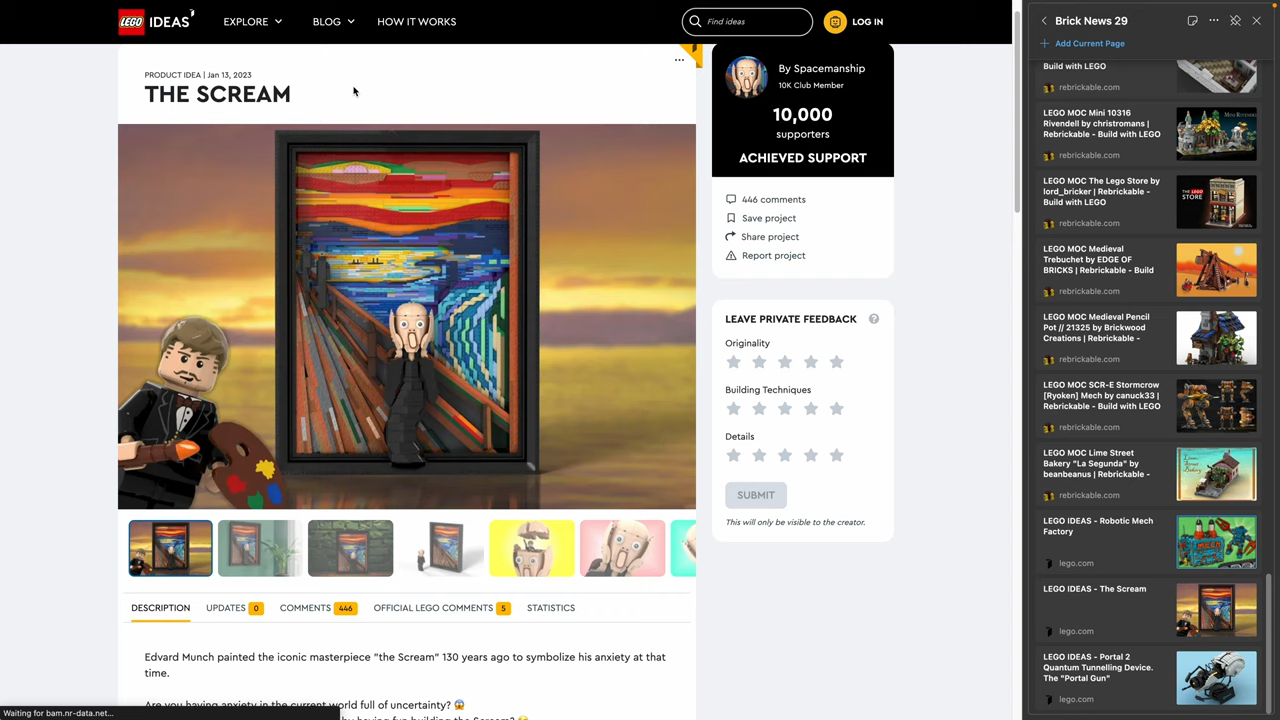 LEGO IDEAS
EXPLORE
BLOG
HOW IT WORKS
Find ideas
LOG IN
PRODUCT IDEA | Jan 13, 2023
THE SCREAM
By Spacemanship
10K Club Member
10,000
supporters
ACHIEVED SUPPORT
446 comments
Save project
Share project
Report project
LEAVE PRIVATE FEEDBACK
?
Originality
Building Techniques
Details
SUBMIT
This will only be visible to the creator.
DESCRIPTION
UPDATES 0
COMMENTS 446
OFFICIAL LEGO COMMENTS 5
STATISTICS
Edvard Munch painted the iconic masterpiece "the Scream" 130 years ago to symbolize his anxiety at that
time.
Are you having anxiety in the current world full of uncertainty? 😱
by having fun building the Scream?
Waiting for bam.nr-data.net...
Brick News 29
Add Current Page
Build with LEGO
rebrickable.com
LEGO MOC Mini 10316
Rivendell by christromans |
Rebrickable - Build with LEGO
rebrickable.com
LEGO MOC The Lego Store by
lord_bricker | Rebrickable -
Build with LEGO
rebrickable.com
THE LEGO
STORE
LEGO MOC Medieval
Trebuchet by EDGE OF
BRICKS | Rebrickable - Build
rebrickable.com
LEGO MOC Medieval Pencil
Pot // 21325 by Brickwood
Creations | Rebrickable -
rebrickable.com
LEGO MOC SCR-E Stormcrow
[Ryoken] Mech by canuck33 |
Rebrickable - Build with LEGO
rebrickable.com
LEGO MOC Lime Street
Bakery "La Segunda" by
beanbeanus | Rebrickable -
rebrickable.com
LEGO IDEAS - Robotic Mech
Factory
lego.com
LEGO IDEAS - The Scream
lego.com
LEGO IDEAS - Portal 2
Quantum Tunnelling Device.
The "Portal Gun"
lego.com